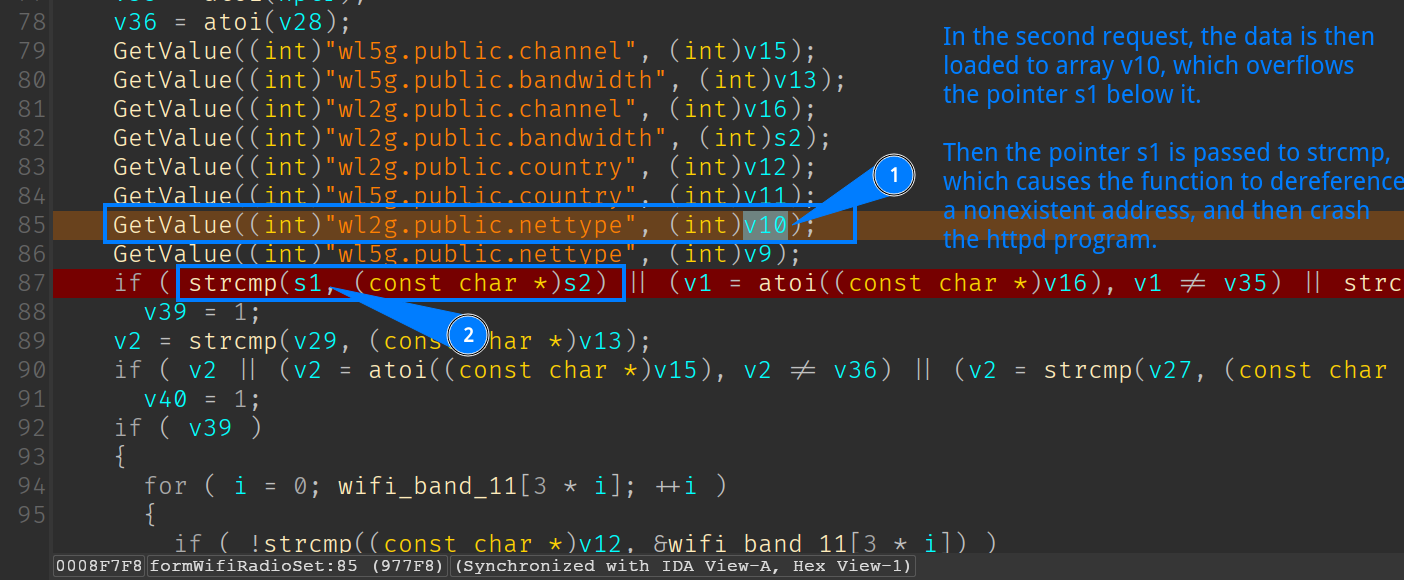 78 v36 = atoi(v28);
79 GetValue((int)"wl5g.public.channel", (int)v15);
80 GetValue((int)"wl5g.public.bandwidth", (int)v13);
81 GetValue((int)"wl2g.public.channel", (int)v16);
82 GetValue((int)"wl2g.public.bandwidth", (int)s2);
83 GetValue((int)"wl2g.public.country", (int)v12);
84 GetValue((int)"wl5g.public.country", (int)v11);
85 GetValue((int)"wl2g.public.nettype", (int)v10);
86 GetValue((int)"wl5g.public.nettype", (int)v9);
87 if ( strcmp(s1, (const char *)s2) || (v1 = atoi((const char *)v16), v1 ≠ v35) || strc
88 v39 = 1;
89 v2 = strcmp(v29, (cons har *)v13);
90 if ( v2 || (v2 = atoi((const char *)v15), v2 ≠ v36) || (v2 = strcmp(v27, (const char
91 v40 = 1;
92 if ( v39 )
93 {
94 for ( i = 0; wifi_band_11[3 * i]; ++i )
95 {
if ( !strcmp((const char *)v12, &wifi_band_11[3 * i]) )
In the second request, the data is then
loaded to array v10, which overflows
the pointer s1 below it.
Then the pointer s1 is passed to strcmp,
which causes the function to dereference
a nonexistent address, and then crash
the httpd program.
1
2
0008F7F8 formWifiRadioSet:85 (977F8) (Synchronized with IDA View-A, Hex View-1)